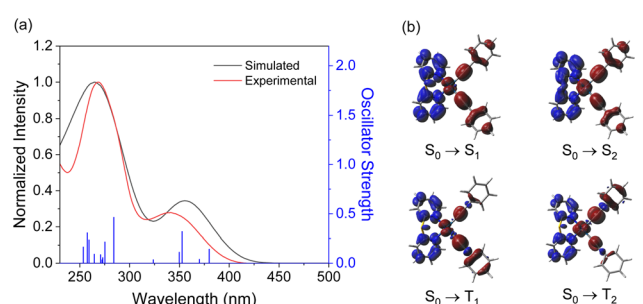 (a)
Simulated
Experimental
Normalized Intensity
1.2
1.0
0.8
0.6
0.4
0.2
0.0
2.0
1.5
1.0
0.5
0.0
Oscillator Strength
250 300 350 400 450 500
Wavelength (nm)
(b)
S₀ → S₁ S₀ → S₂
S₀ → T₁ S₀ → T₂